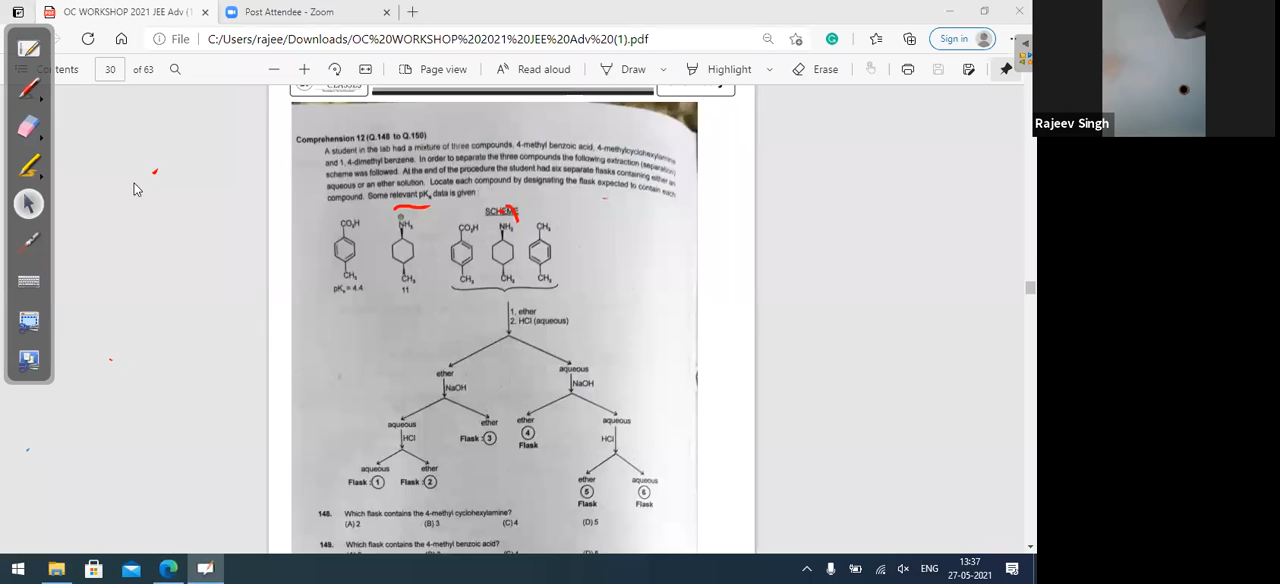 OC WORKSHOP 2021 JEE Adv (1
Post Attendee - Zoom
File
C:/Users/rajee/Downloads/OC%20WORKSHOP%202021%20JEE%20Adv%20(1).pdf
Sign in
Contents
30
of 63
Page view
Read aloud
Draw
Highlight
Erase
Rajeev Singh
CLASSES
Comprehension 12 (Q.148 to Q.150)
A student in the lab had a mixture of three compounds, 4-methyl benzoic acid, 4-methylcyclohexylamine
and 1, 4-dimethyl benzene. In order to separate the three compounds the following extraction (separation)
scheme was followed. At the end of the procedure the student had six separate flasks containing either an
aqueous or an ether solution. Locate each compound by designating the flask expected to contain each
compound. Some relevant pKa data is given :
SCHEME
CO₂H
⊕
NH₃
CO₂H
NH₂
CH₃
CH₃
CH₃
CH₃
CH₃
CH₃
pKa = 4.4
11
1. ether
2. HCl (aqueous)
ether
aqueous
NaOH
NaOH
aqueous
ether
ether
aqueous
HCl
Flask : 3
4
Flask
HCl
aqueous
ether
Flask : 1
Flask : 2
ether
aqueous
5
6
Flask
Flask
148. Which flask contains the 4-methyl cyclohexylamine?
(A) 2 (B) 3 (C) 4 (D) 5
149. Which flask contains the 4-methyl benzoic acid?
ENG
13:37
27-05-2021